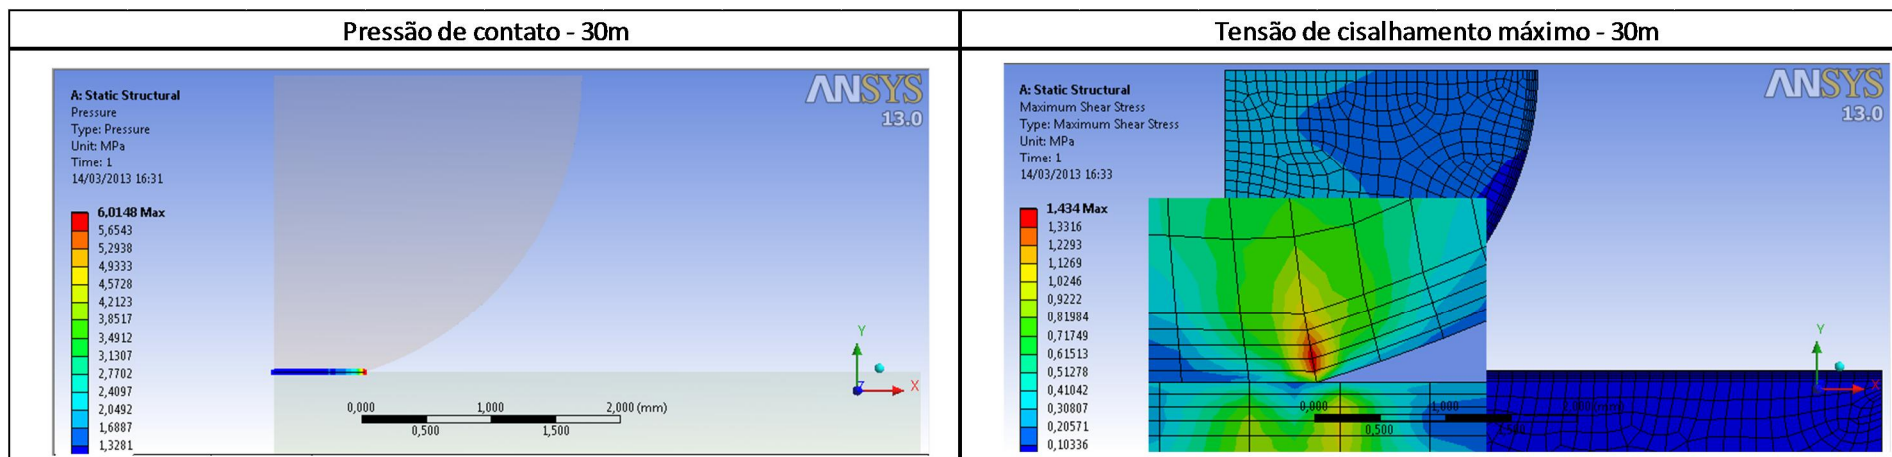 Pressão de contato - 30m
ANSYS
13.0
A: Static Structural
Pressure
Type: Pressure
Unit: MPa
Time: 1
14/03/2013 16:31
6,0148 Max
5,6543
5,2938
4,9333
4,5728
4,2123
3,8517
3,4912
3,1307
2,7702
2,4097
2,0492
1,6887
1,3281
0,000 1,000 2,000 (mm)
0,500 1,500
Y
Z X
Tensão de cisalhamento máximo - 30m
ANSYS
13.0
A: Static Structural
Maximum Shear Stress
Type: Maximum Shear Stress
Unit: MPa
Time: 1
14/03/2013 16:33
1,434 Max
1,3316
1,2293
1,1269
1,0246
0,9222
0,81984
0,71749
0,61513
0,51278
0,41042
0,30807
0,20571
0,10336
0,000 1,000
0,500
Y
X